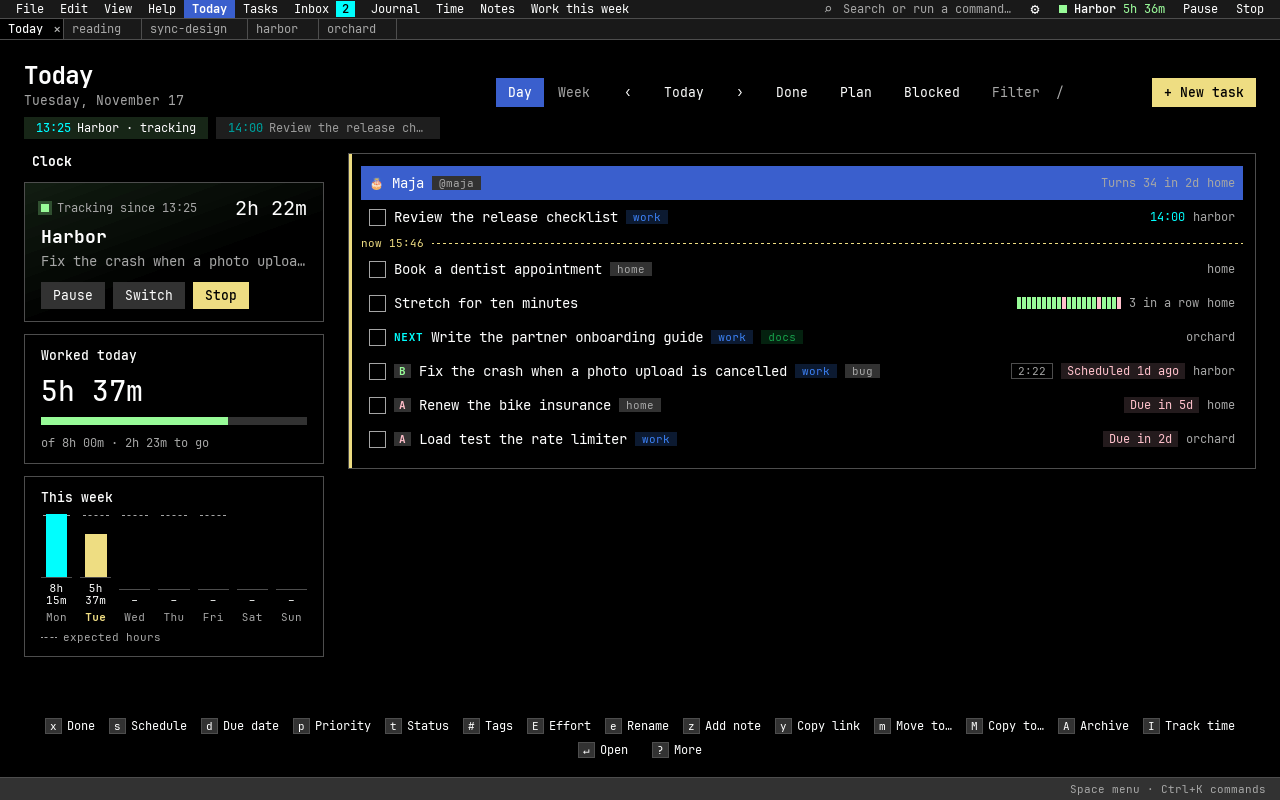 File Edit View Help Today Tasks Inbox 2 Journal Time Notes Work this week Search or run a command… Harbor 5h 36m Pause Stop
Today × reading sync-design harbor orchard
Today
Tuesday, November 17
Day Week ‹ Today › Done Plan Blocked Filter / + New task
13:25 Harbor · tracking 14:00 Review the release ch…
Clock
Tracking since 13:25 2h 22m
Harbor
Fix the crash when a photo uploa…
Pause Switch Stop
Worked today
5h 37m
of 8h 00m · 2h 23m to go
This week
8h 15m 5h 37m – – – – –
Mon Tue Wed Thu Fri Sat Sun
expected hours
Maja @maja Turns 34 in 2d home
Review the release checklist work 14:00 harbor
now 15:46
Book a dentist appointment home home
Stretch for ten minutes 3 in a row home
NEXT Write the partner onboarding guide work docs orchard
B Fix the crash when a photo upload is cancelled work bug 2:22 Scheduled 1d ago harbor
A Renew the bike insurance home Due in 5d home
A Load test the rate limiter work Due in 2d orchard
x Done s Schedule d Due date p Priority t Status # Tags E Effort e Rename z Add note y Copy link m Move to… M Copy to… A Archive I Track time
↵ Open ? More
Space menu · Ctrl+K commands